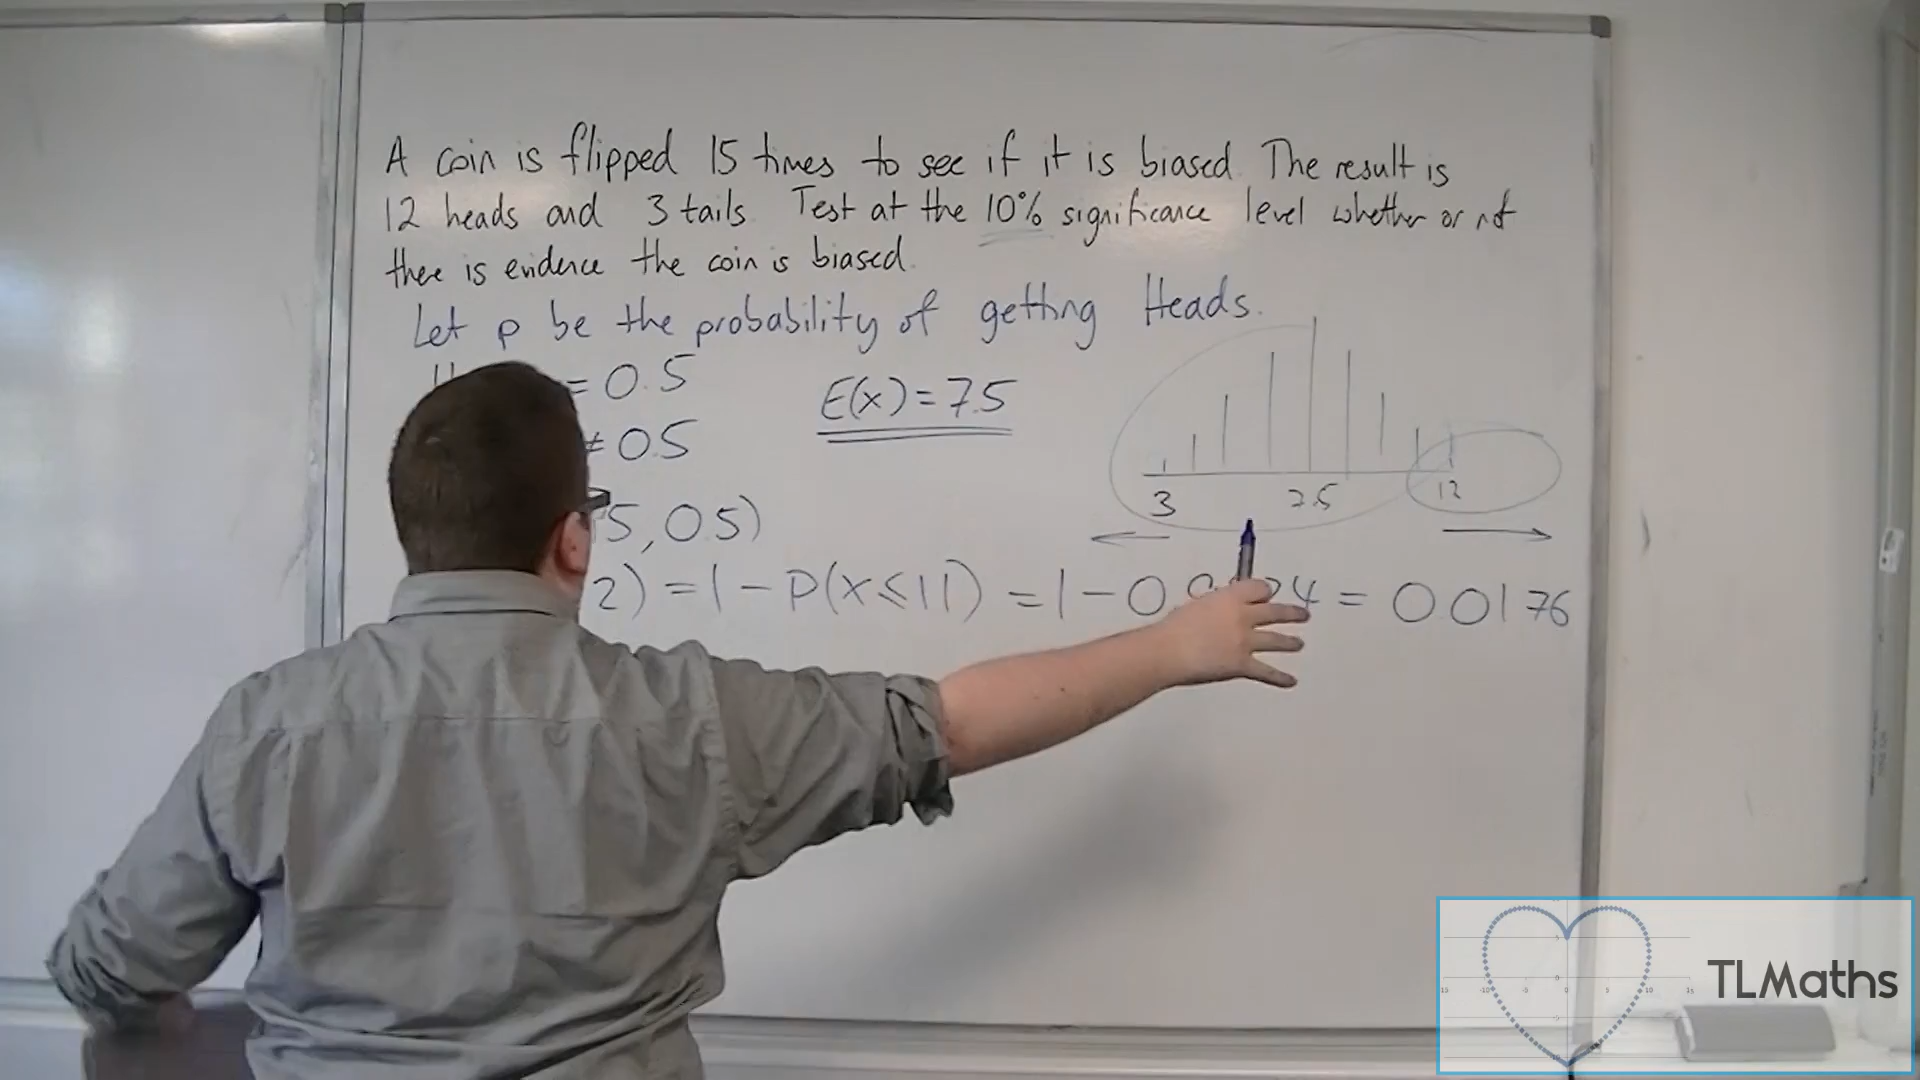 A coin is flipped 15 times to see if it is biased. The result is
12 heads and 3 tails. Test at the 10% significance level whether or not
there is evidence the coin is biased.
Let p be the probability of getting Heads.
= 0.5
≠ 0.5
E(x) = 7.5
3 7.5 12
5, 0.5)
2) = 1 - P(x ≤ 11) = 1 - 0. 24 = 0.0176
TLMaths